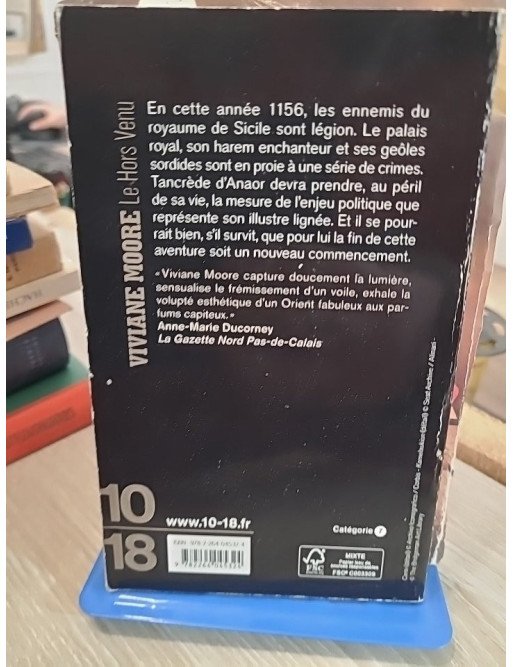 VIVIANE MOORE Le Hors Venu
En cette année 1156, les ennemis du
royaume de Sicile sont légion. Le palais
royal, son harem enchanteur et ses geôles
sordides sont en proie à une série de crimes.
Tancrède d'Anaor devra prendre, au péril
de sa vie, la mesure de l'enjeu politique que
représente son illustre lignée. Et il se pour-
rait bien, s'il survit, que pour lui la fin de cette
aventure soit un nouveau commencement.
« Viviane Moore capture doucement la lumière,
sensualise le frémissement d'un voile, exhale la
volupté esthétique d'un Orient fabuleux aux par-
fums capiteux. »
Anne-Marie Ducorney
La Gazette Nord Pas-de-Calais
10
18
www.10-18.fr
Catégorie 7
FSC
MIXTE